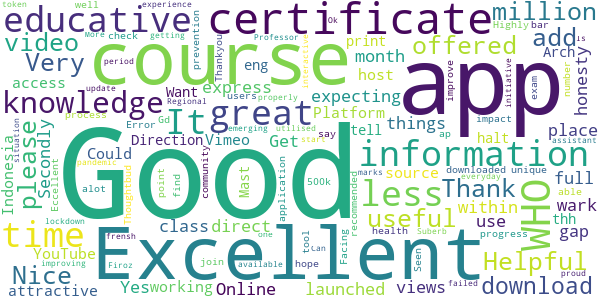 token well experience Ok
educative certificate million
Highly bar
course app
video check prevention More getting Professor add
Very print offered Arch is
Thankyou interactive honesty
access period eng month exam
express host improve initiative
knowledge users It great expecting number
update Regional Want Platform tell things properly impact halt place
process Error Gd Could Direction Vimeo Get start say
emerging utilised ap assistant
Good information
Indonesia please Secondly situation pandemic alot
Eccellent Thoughtbud point find community Mast 500k application
source downloaded unique full
recommended marks everyday able
less Thank WHO
time class direct useful within wark gap
lockdown frensh Facing tool Can health Suberb use thh
YouTube Excellent Seen progress
Nice improving Yes working join available hope one Helpful
attractive Firoz Online launched views failed download proud